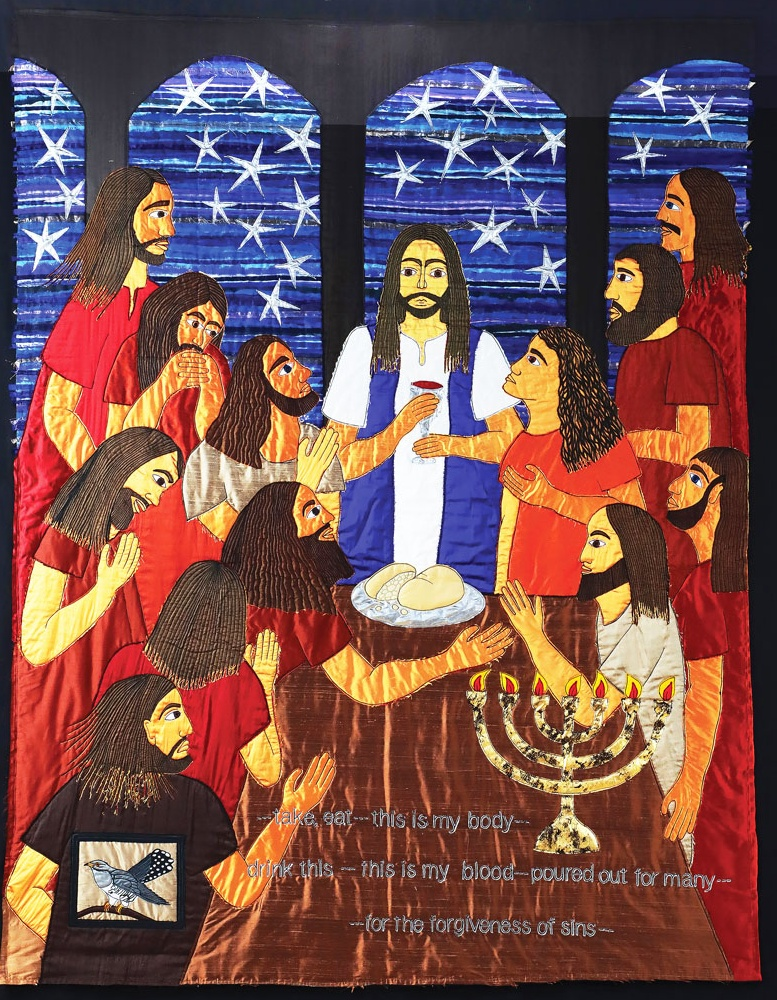 ---take, eat---this is my body---
drink this --- this is my blood---poured out for many---
---for the forgiveness of sins---